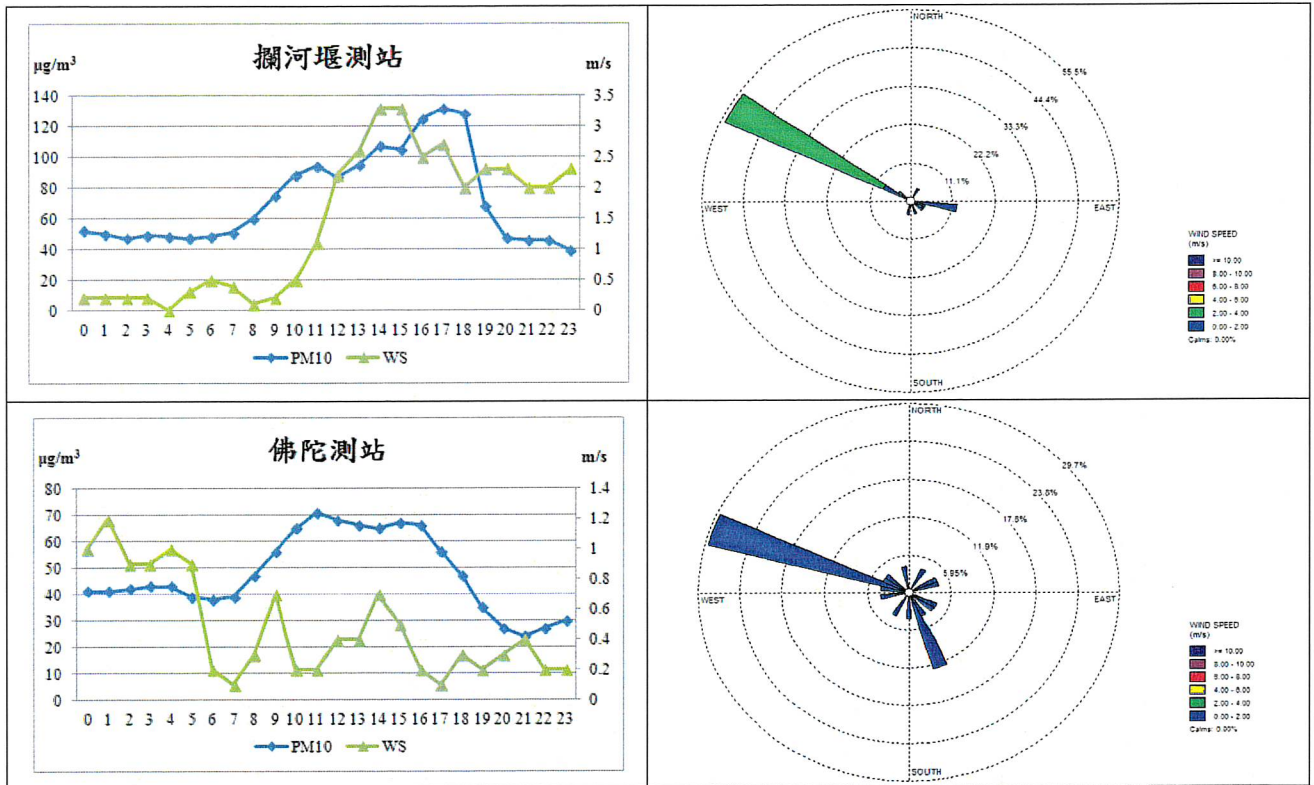 攔河堰測站
μg/m³
m/s
140
120
100
80
60
40
20
0
3.5
3
2.5
2
1.5
1
0.5
0
0 1 2 3 4 5 6 7 8 9 10 11 12 13 14 15 16 17 18 19 20 21 22 23
PM10 WS
NORTH
55.5%
44.4%
33.3%
22.2%
11.1%
WEST
EAST
SOUTH
WIND SPEED
(m/s)
>= 10.00
8.00 - 10.00
6.00 - 8.00
4.00 - 6.00
2.00 - 4.00
0.00 - 2.00
Calms: 0.00%
佛陀測站
μg/m³
m/s
80
70
60
50
40
30
20
10
0
1.4
1.2
1
0.8
0.6
0.4
0.2
0
0 1 2 3 4 5 6 7 8 9 10 11 12 13 14 15 16 17 18 19 20 21 22 23
PM10 WS
NORTH
29.7%
23.8%
17.8%
11.9%
5.95%
WEST
EAST
SOUTH
WIND SPEED
(m/s)
>= 10.00
8.00 - 10.00
6.00 - 8.00
4.00 - 6.00
2.00 - 4.00
0.00 - 2.00
Calms: 0.00%